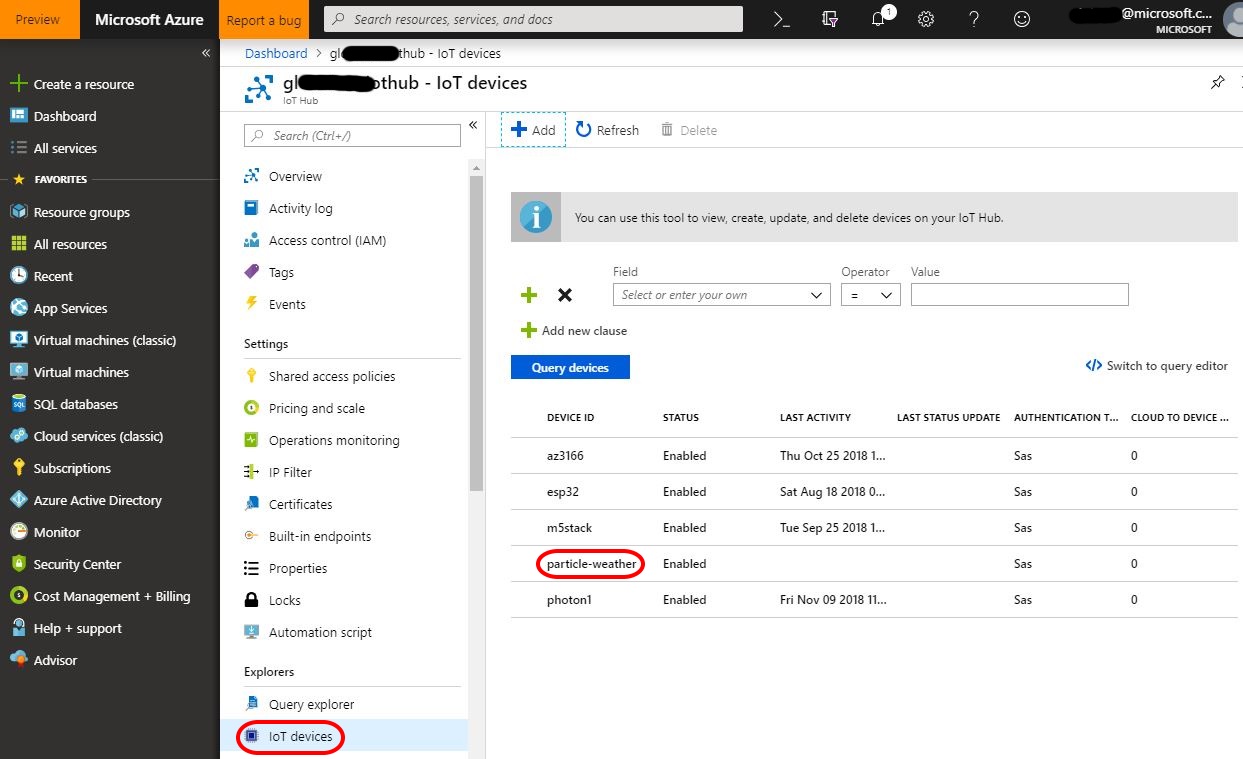 Preview
Microsoft Azure
Report a bug
Search resources, services, and docs
1
@microsoft.c...
MICROSOFT
Create a resource
Dashboard
All services
FAVORITES
Resource groups
All resources
Recent
App Services
Virtual machines (classic)
Virtual machines
SQL databases
Cloud services (classic)
Subscriptions
Azure Active Directory
Monitor
Security Center
Cost Management + Billing
Help + support
Advisor
Dashboard > gl thub - IoT devices
gl othub - IoT devices
IoT Hub
Search (Ctrl+/)
Overview
Activity log
Access control (IAM)
Tags
Events
Settings
Shared access policies
Pricing and scale
Operations monitoring
IP Filter
Certificates
Built-in endpoints
Properties
Locks
Automation script
Explorers
Query explorer
IoT devices
Add Refresh Delete
You can use this tool to view, create, update, and delete devices on your IoT Hub.
Field Operator Value
Select or enter your own =
Add new clause
Query devices
Switch to query editor
DEVICE ID STATUS LAST ACTIVITY LAST STATUS UPDATE AUTHENTICATION T... CLOUD TO DEVICE ...
az3166 Enabled Thu Oct 25 2018 1... Sas 0
esp32 Enabled Sat Aug 18 2018 0... Sas 0
m5stack Enabled Tue Sep 25 2018 1... Sas 0
particle-weather Enabled Sas 0
photon1 Enabled Fri Nov 09 2018 11... Sas 0